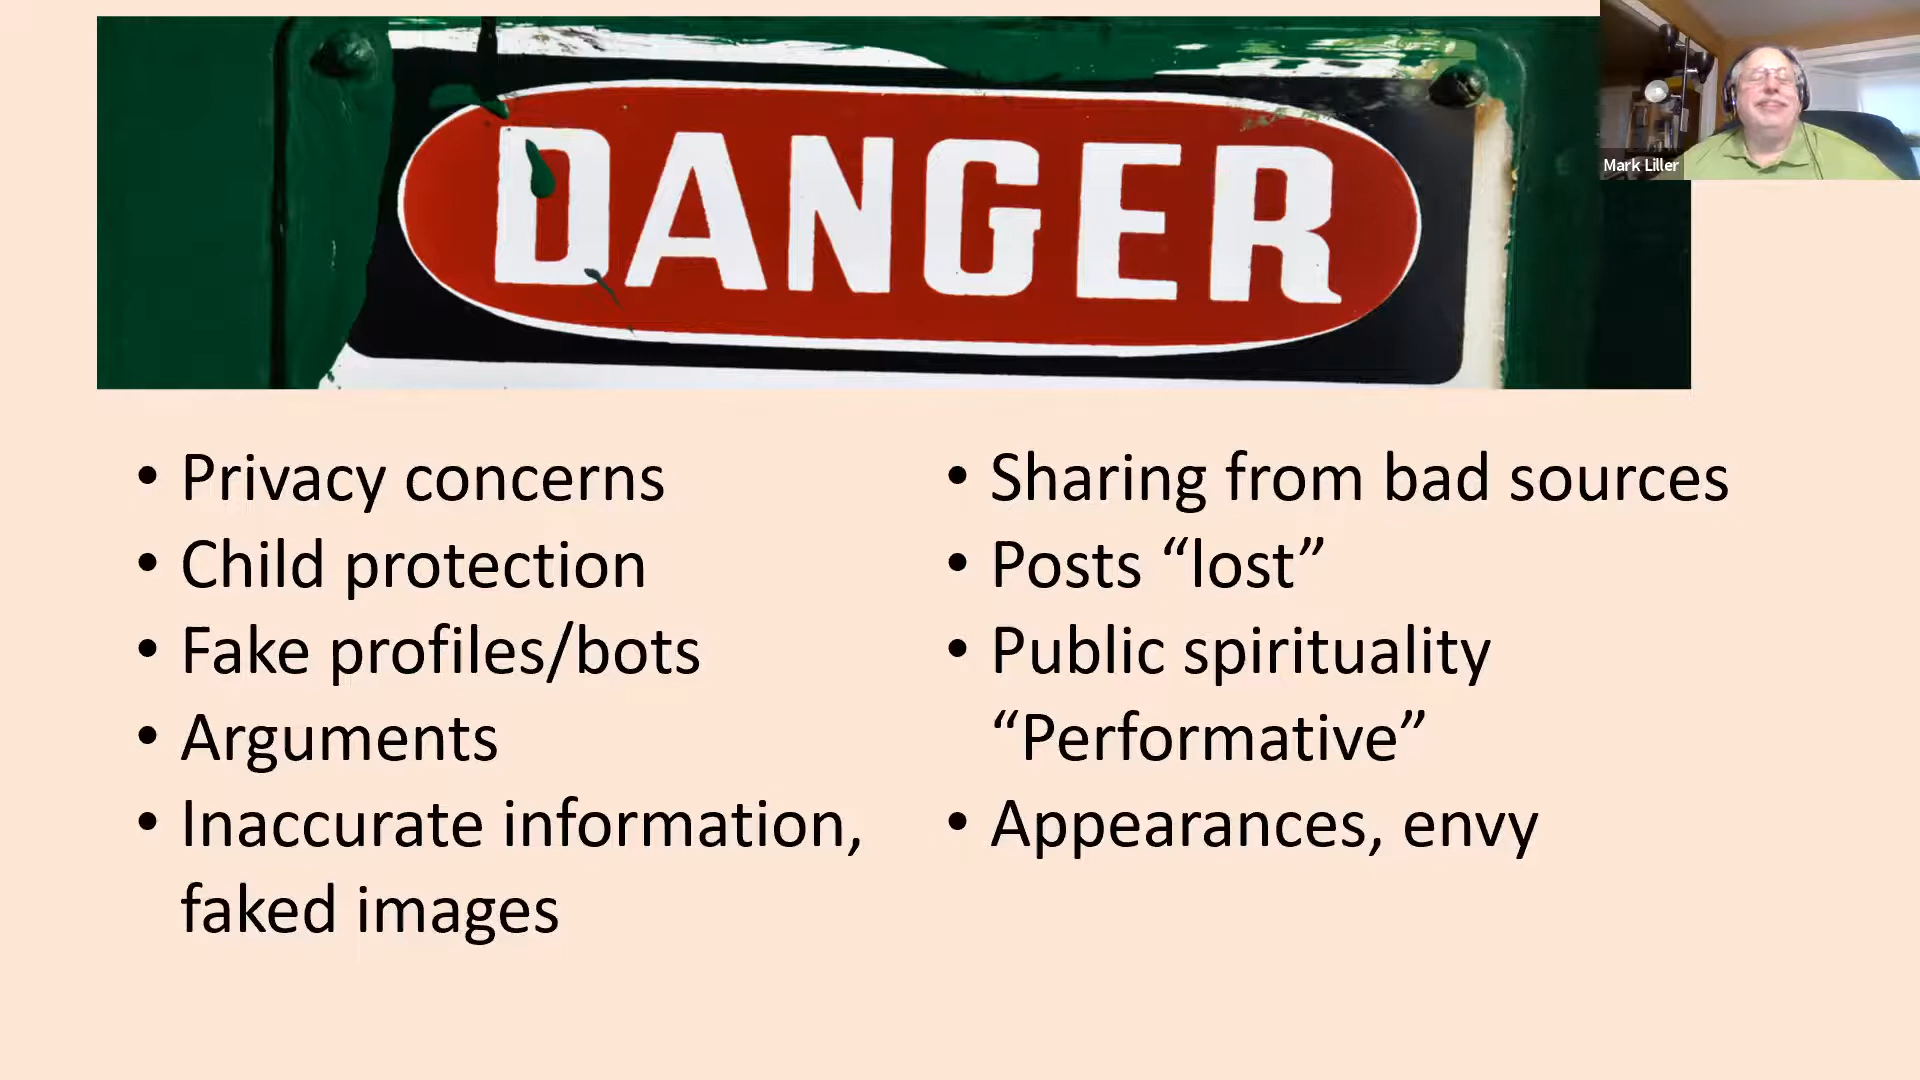 DANGER
Mark Liller
• Privacy concerns
• Child protection
• Fake profiles/bots
• Arguments
• Inaccurate information,
faked images
• Sharing from bad sources
• Posts “lost”
• Public spirituality
“Performative”
• Appearances, envy